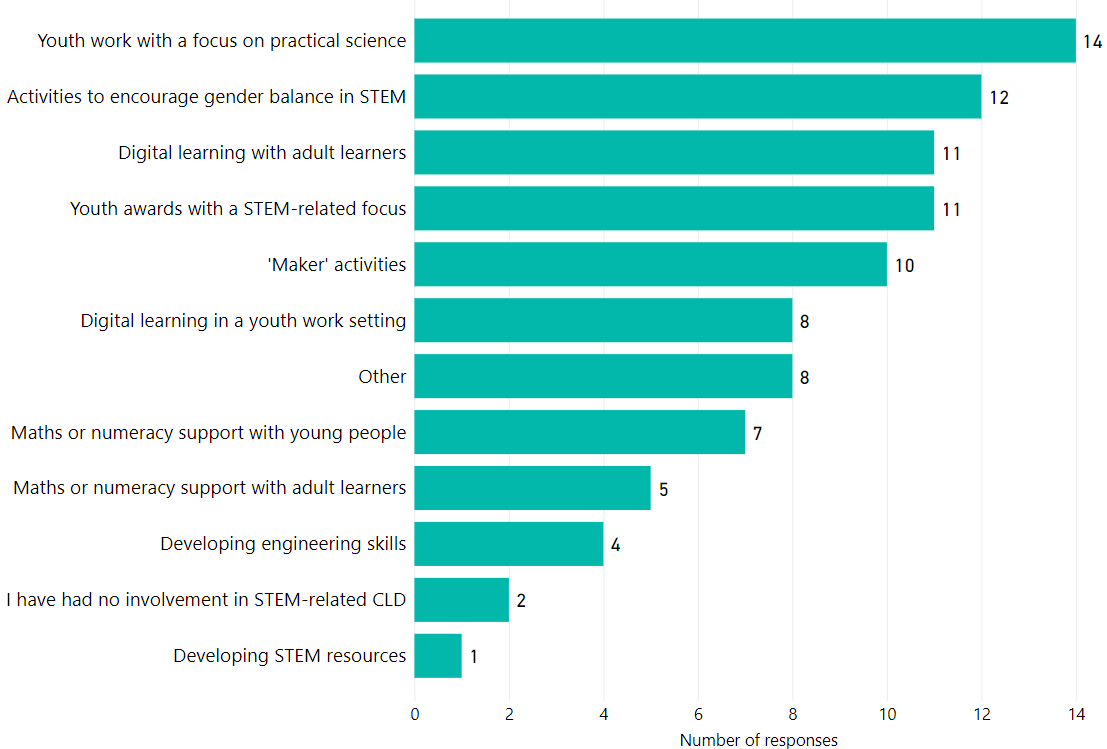 Youth work with a focus on practical science 14
Activities to encourage gender balance in STEM 12
Digital learning with adult learners 11
Youth awards with a STEM-related focus 11
'Maker' activities 10
Digital learning in a youth work setting 8
Other 8
Maths or numeracy support with young people 7
Maths or numeracy support with adult learners 5
Developing engineering skills 4
I have had no involvement in STEM-related CLD 2
Developing STEM resources 1
0 2 4 6 8 10 12 14
Number of responses